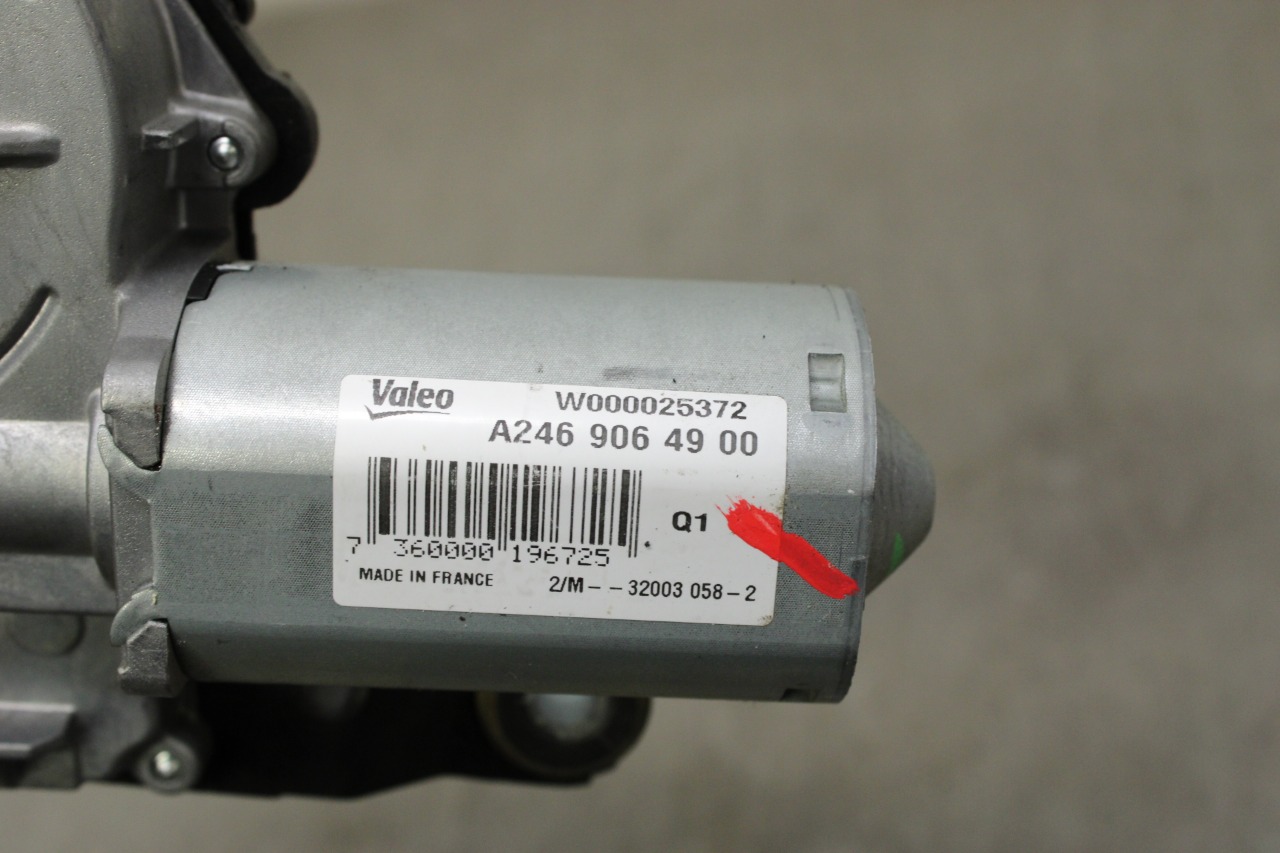 Valeo W000025372
A246 906 49 00
Q1
7 360000 196725
MADE IN FRANCE 2/M--32003 058-2